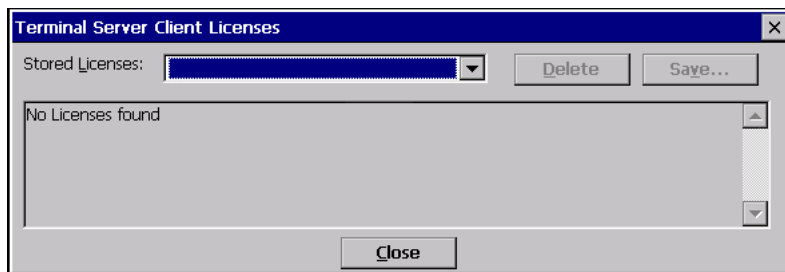 Terminal Server Client Licenses
Stored Licenses: Delete Save...
No Licenses found
Close